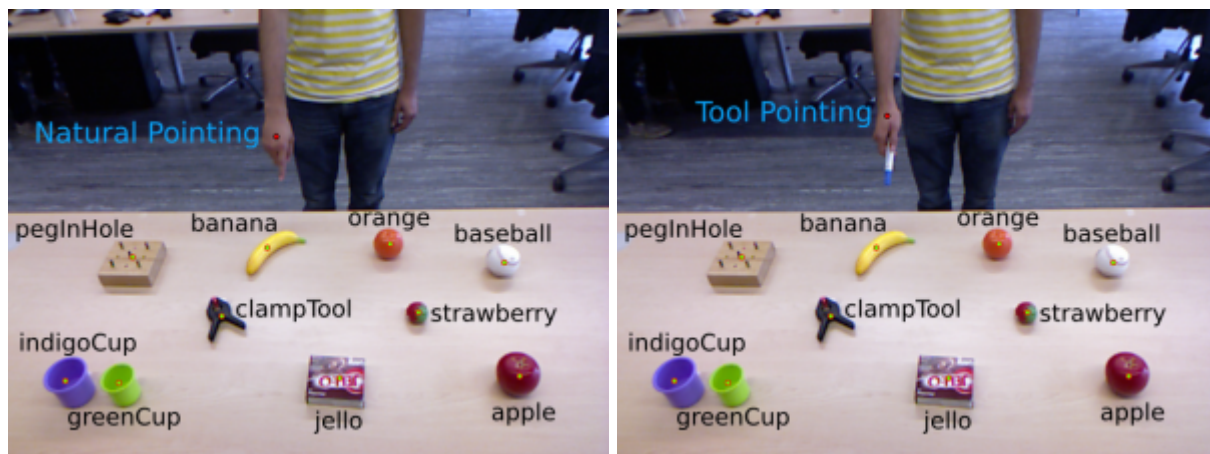 Natural Pointing
pegInHole
banana
orange
baseball
clampTool
strawberry
indigoCup
greenCup
jello
apple
Tool Pointing
pegInHole
banana
orange
baseball
clampTool
strawberry
indigoCup
greenCup
jello
apple